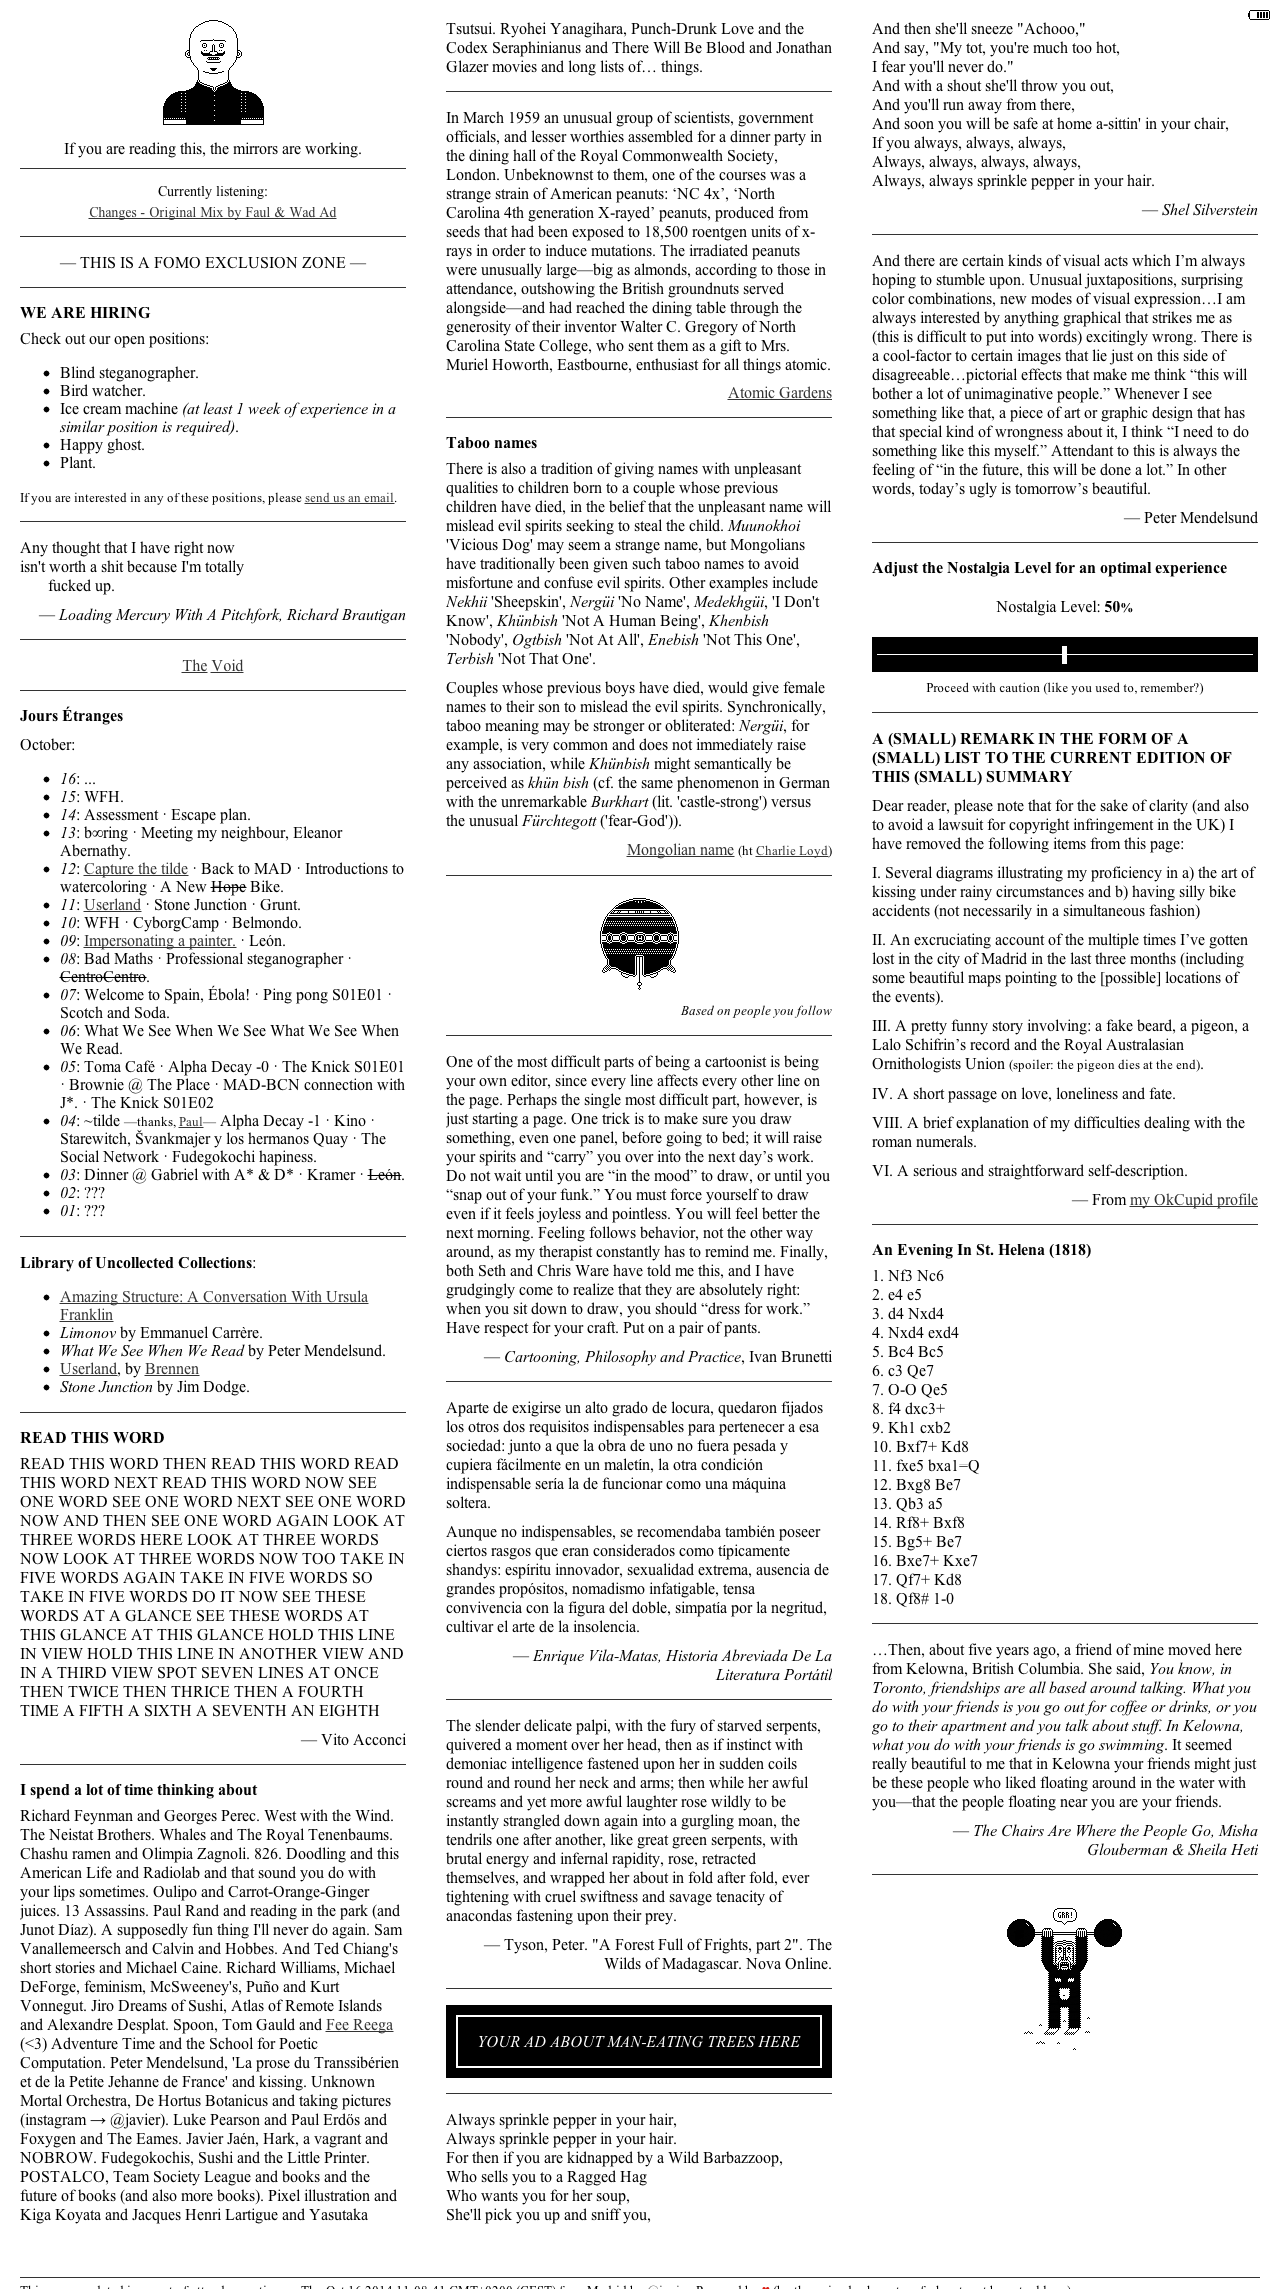 If you are reading this, the mirrors are working.
Currently listening:
Changes - Original Mix by Faul & Wad Ad
— THIS IS A FOMO EXCLUSION ZONE —
WE ARE HIRING
Check out our open positions:
• Blind steganographer.
• Bird watcher.
• Ice cream machine (at least 1 week of experience in a
similar position is required).
• Happy ghost.
• Plant.
If you are interested in any of these positions, please send us an email.
Any thought that I have right now
isn't worth a shit because I'm totally
fucked up.
— Loading Mercury With A Pitchfork, Richard Brautigan
The Void
Jours Étranges
October:
• 16: ...
• 15: WFH.
• 14: Assessment · Escape plan.
• 13: b∞ring · Meeting my neighbour, Eleanor
Abernathy.
• 12: Capture the tilde · Back to MAD · Introductions to
watercoloring · A New Hope Bike.
• 11: Userland · Stone Junction · Grunt.
• 10: WFH · CyborgCamp · Belmondo.
• 09: Impersonating a painter. · León.
• 08: Bad Maths · Professional steganographer ·
CentroCentro.
• 07: Welcome to Spain, Ébola! · Ping pong S01E01 ·
Scotch and Soda.
• 06: What We See When We See What We See When
We Read.
• 05: Toma Café · Alpha Decay -0 · The Knick S01E01
· Brownie @ The Place · MAD-BCN connection with
J*. · The Knick S01E02
• 04: ~tilde —thanks, Paul— Alpha Decay -1 · Kino ·
Starewitch, Švankmajer y los hermanos Quay · The
Social Network · Fudegokochi hapiness.
• 03: Dinner @ Gabriel with A* & D* · Kramer · León.
• 02: ???
• 01: ???
Library of Uncollected Collections:
• Amazing Structure: A Conversation With Ursula
Franklin
• Limonov by Emmanuel Carrère.
• What We See When We Read by Peter Mendelsund.
• Userland, by Brennen
• Stone Junction by Jim Dodge.
READ THIS WORD
READ THIS WORD THEN READ THIS WORD READ
THIS WORD NEXT READ THIS WORD NOW SEE
ONE WORD SEE ONE WORD NEXT SEE ONE WORD
NOW AND THEN SEE ONE WORD AGAIN LOOK AT
THREE WORDS HERE LOOK AT THREE WORDS
NOW LOOK AT THREE WORDS NOW TOO TAKE IN
FIVE WORDS AGAIN TAKE IN FIVE WORDS SO
TAKE IN FIVE WORDS DO IT NOW SEE THESE
WORDS AT A GLANCE SEE THESE WORDS AT
THIS GLANCE AT THIS GLANCE HOLD THIS LINE
IN VIEW HOLD THIS LINE IN ANOTHER VIEW AND
IN A THIRD VIEW SPOT SEVEN LINES AT ONCE
THEN TWICE THEN THRICE THEN A FOURTH
TIME A FIFTH A SIXTH A SEVENTH AN EIGHTH
— Vito Acconci
I spend a lot of time thinking about
Richard Feynman and Georges Perec. West with the Wind.
The Neistat Brothers. Whales and The Royal Tenenbaums.
Chashu ramen and Olimpia Zagnoli. 826. Doodling and this
American Life and Radiolab and that sound you do with
your lips sometimes. Oulipo and Carrot-Orange-Ginger
juices. 13 Assassins. Paul Rand and reading in the park (and
Junot Díaz). A supposedly fun thing I'll never do again. Sam
Vanallemeersch and Calvin and Hobbes. And Ted Chiang's
short stories and Michael Caine. Richard Williams, Michael
DeForge, feminism, McSweeney's, Puño and Kurt
Vonnegut. Jiro Dreams of Sushi, Atlas of Remote Islands
and Alexandre Desplat. Spoon, Tom Gauld and Fee Reega
(<3) Adventure Time and the School for Poetic
Computation. Peter Mendelsund, 'La prose du Transsibérien
et de la Petite Jehanne de France' and kissing. Unknown
Mortal Orchestra, De Hortus Botanicus and taking pictures
(instagram → @javier). Luke Pearson and Paul Erdős and
Foxygen and The Eames. Javier Jaén, Hark, a vagrant and
NOBROW. Fudegokochis, Sushi and the Little Printer.
POSTALCO, Team Society League and books and the
future of books (and also more books). Pixel illustration and
Kiga Koyata and Jacques Henri Lartigue and Yasutaka
Tsutsui. Ryohei Yanagihara, Punch-Drunk Love and the
Codex Seraphinianus and There Will Be Blood and Jonathan
Glazer movies and long lists of… things.
In March 1959 an unusual group of scientists, government
officials, and lesser worthies assembled for a dinner party in
the dining hall of the Royal Commonwealth Society,
London. Unbeknownst to them, one of the courses was a
strange strain of American peanuts: ‘NC 4x’, ‘North
Carolina 4th generation X-rayed’ peanuts, produced from
seeds that had been exposed to 18,500 roentgen units of x-
rays in order to induce mutations. The irradiated peanuts
were unusually large—big as almonds, according to those in
attendance, outshowing the British groundnuts served
alongside—and had reached the dining table through the
generosity of their inventor Walter C. Gregory of North
Carolina State College, who sent them as a gift to Mrs.
Muriel Howorth, Eastbourne, enthusiast for all things atomic.
Atomic Gardens
Taboo names
There is also a tradition of giving names with unpleasant
qualities to children born to a couple whose previous
children have died, in the belief that the unpleasant name will
mislead evil spirits seeking to steal the child. Muunokhoi
'Vicious Dog' may seem a strange name, but Mongolians
have traditionally been given such taboo names to avoid
misfortune and confuse evil spirits. Other examples include
Nekhii 'Sheepskin', Nergüi 'No Name', Medekhgüi, 'I Don't
Know', Khünbish 'Not A Human Being', Khenbish
'Nobody', Ogtbish 'Not At All', Enebish 'Not This One',
Terbish 'Not That One'.
Couples whose previous boys have died, would give female
names to their son to mislead the evil spirits. Synchronically,
taboo meaning may be stronger or obliterated: Nergüi, for
example, is very common and does not immediately raise
any association, while Khünbish might semantically be
perceived as khün bish (cf. the same phenomenon in German
with the unremarkable Burkhart (lit. 'castle-strong') versus
the unusual Fürchtegott ('fear-God')).
Mongolian name (ht Charlie Loyd)
Based on people you follow
One of the most difficult parts of being a cartoonist is being
your own editor, since every line affects every other line on
the page. Perhaps the single most difficult part, however, is
just starting a page. One trick is to make sure you draw
something, even one panel, before going to bed; it will raise
your spirits and “carry” you over into the next day’s work.
Do not wait until you are “in the mood” to draw, or until you
“snap out of your funk.” You must force yourself to draw
even if it feels joyless and pointless. You will feel better the
next morning. Feeling follows behavior, not the other way
around, as my therapist constantly has to remind me. Finally,
both Seth and Chris Ware have told me this, and I have
grudgingly come to realize that they are absolutely right:
when you sit down to draw, you should “dress for work.”
Have respect for your craft. Put on a pair of pants.
— Cartooning, Philosophy and Practice, Ivan Brunetti
Aparte de exigirse un alto grado de locura, quedaron fijados
los otros dos requisitos indispensables para pertenecer a esa
sociedad: junto a que la obra de uno no fuera pesada y
cupiera fácilmente en un maletín, la otra condición
indispensable sería la de funcionar como una máquina
soltera.
Aunque no indispensables, se recomendaba también poseer
ciertos rasgos que eran considerados como típicamente
shandys: espíritu innovador, sexualidad extrema, ausencia de
grandes propósitos, nomadismo infatigable, tensa
convivencia con la figura del doble, simpatía por la negritud,
cultivar el arte de la insolencia.
— Enrique Vila-Matas, Historia Abreviada De La
Literatura Portátil
The slender delicate palpi, with the fury of starved serpents,
quivered a moment over her head, then as if instinct with
demoniac intelligence fastened upon her in sudden coils
round and round her neck and arms; then while her awful
screams and yet more awful laughter rose wildly to be
instantly strangled down again into a gurgling moan, the
tendrils one after another, like great green serpents, with
brutal energy and infernal rapidity, rose, retracted
themselves, and wrapped her about in fold after fold, ever
tightening with cruel swiftness and savage tenacity of
anacondas fastening upon their prey.
— Tyson, Peter. "A Forest Full of Frights, part 2". The
Wilds of Madagascar. Nova Online.
YOUR AD ABOUT MAN-EATING TREES HERE
Always sprinkle pepper in your hair,
Always sprinkle pepper in your hair.
For then if you are kidnapped by a Wild Barbazzoop,
Who sells you to a Ragged Hag
Who wants you for her soup,
She'll pick you up and sniff you,
And then she'll sneeze "Achooo,"
And say, "My tot, you're much too hot,
I fear you'll never do."
And with a shout she'll throw you out,
And you'll run away from there,
And soon you will be safe at home a-sittin' in your chair,
If you always, always, always,
Always, always, always, always,
Always, always sprinkle pepper in your hair.
— Shel Silverstein
And there are certain kinds of visual acts which I’m always
hoping to stumble upon. Unusual juxtapositions, surprising
color combinations, new modes of visual expression…I am
always interested by anything graphical that strikes me as
(this is difficult to put into words) excitingly wrong. There is
a cool-factor to certain images that lie just on this side of
disagreeable…pictorial effects that make me think “this will
bother a lot of unimaginative people.” Whenever I see
something like that, a piece of art or graphic design that has
that special kind of wrongness about it, I think “I need to do
something like this myself.” Attendant to this is always the
feeling of “in the future, this will be done a lot.” In other
words, today’s ugly is tomorrow’s beautiful.
— Peter Mendelsund
Adjust the Nostalgia Level for an optimal experience
Nostalgia Level: 50%
Proceed with caution (like you used to, remember?)
A (SMALL) REMARK IN THE FORM OF A
(SMALL) LIST TO THE CURRENT EDITION OF
THIS (SMALL) SUMMARY
Dear reader, please note that for the sake of clarity (and also
to avoid a lawsuit for copyright infringement in the UK) I
have removed the following items from this page:
I. Several diagrams illustrating my proficiency in a) the art of
kissing under rainy circumstances and b) having silly bike
accidents (not necessarily in a simultaneous fashion)
II. An excruciating account of the multiple times I’ve gotten
lost in the city of Madrid in the last three months (including
some beautiful maps pointing to the [possible] locations of
the events).
III. A pretty funny story involving: a fake beard, a pigeon, a
Lalo Schifrin’s record and the Royal Australasian
Ornithologists Union (spoiler: the pigeon dies at the end).
IV. A short passage on love, loneliness and fate.
VIII. A brief explanation of my difficulties dealing with the
roman numerals.
VI. A serious and straightforward self-description.
— From my OkCupid profile
An Evening In St. Helena (1818)
1. Nf3 Nc6
2. e4 e5
3. d4 Nxd4
4. Nxd4 exd4
5. Bc4 Bc5
6. c3 Qe7
7. O-O Qe5
8. f4 dxc3+
9. Kh1 cxb2
10. Bxf7+ Kd8
11. fxe5 bxa1=Q
12. Bxg8 Be7
13. Qb3 a5
14. Rf8+ Bxf8
15. Bg5+ Be7
16. Bxe7+ Kxe7
17. Qf7+ Kd8
18. Qf8# 1-0
…Then, about five years ago, a friend of mine moved here
from Kelowna, British Columbia. She said, You know, in
Toronto, friendships are all based around talking. What you
do with your friends is you go out for coffee or drinks, or you
go to their apartment and you talk about stuff. In Kelowna,
what you do with your friends is go swimming. It seemed
really beautiful to me that in Kelowna your friends might just
be these people who liked floating around in the water with
you—that the people floating near you are your friends.
— The Chairs Are Where the People Go, Misha
Glouberman & Sheila Heti
GRR!